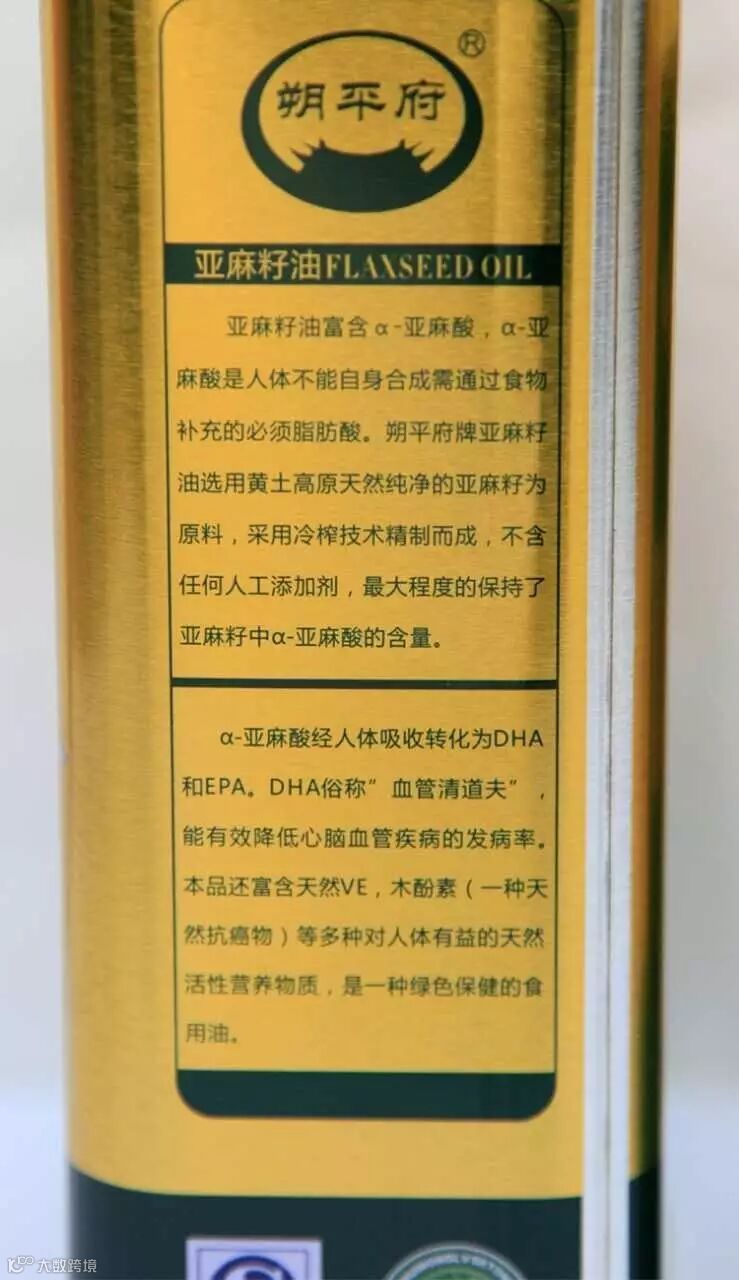 朔平府
®
亚麻籽油FLAXSEED OIL
亚麻籽油富含α-亚麻酸，α-亚
麻酸是人体不能自身合成需通过食物
补充的必须脂肪酸。朔平府牌亚麻籽
油选用黄土高原天然纯净的亚麻籽为
原料，采用冷榨技术精制而成，不含
任何人工添加剂，最大程度的保持了
亚麻籽中α-亚麻酸的含量。
α-亚麻酸经人体吸收转化为DHA
和EPA。DHA俗称”血管清道夫”，
能有效降低心脑血管疾病的发病率。
本品还富含天然VE，木酚素（一种天
然抗癌物）等多种对人体有益的天然
活性营养物质，是一种绿色保健的食
用油。
大数跨境